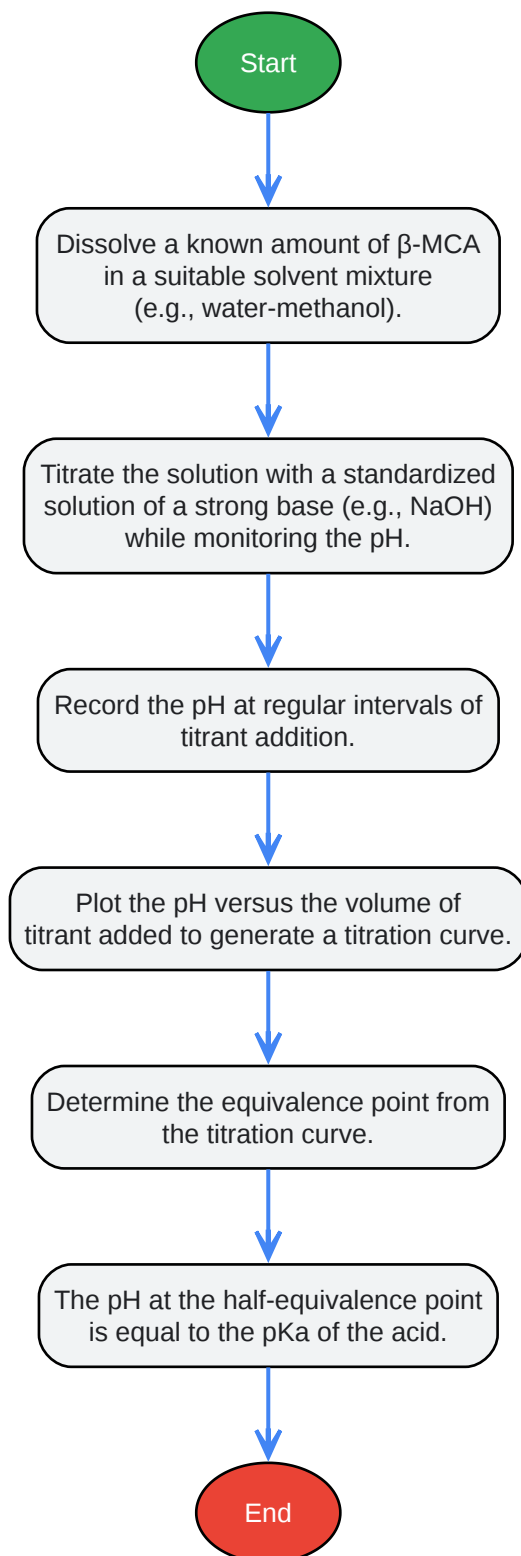 Start
Dissolve a known amount of β-MCA
in a suitable solvent mixture
(e.g., water-methanol).
Titrate the solution with a standardized
solution of a strong base (e.g., NaOH)
while monitoring the pH.
Record the pH at regular intervals of
titrant addition.
Plot the pH versus the volume of
titrant added to generate a titration curve.
Determine the equivalence point from
the titration curve.
The pH at the half-equivalence point
is equal to the pKa of the acid.
End